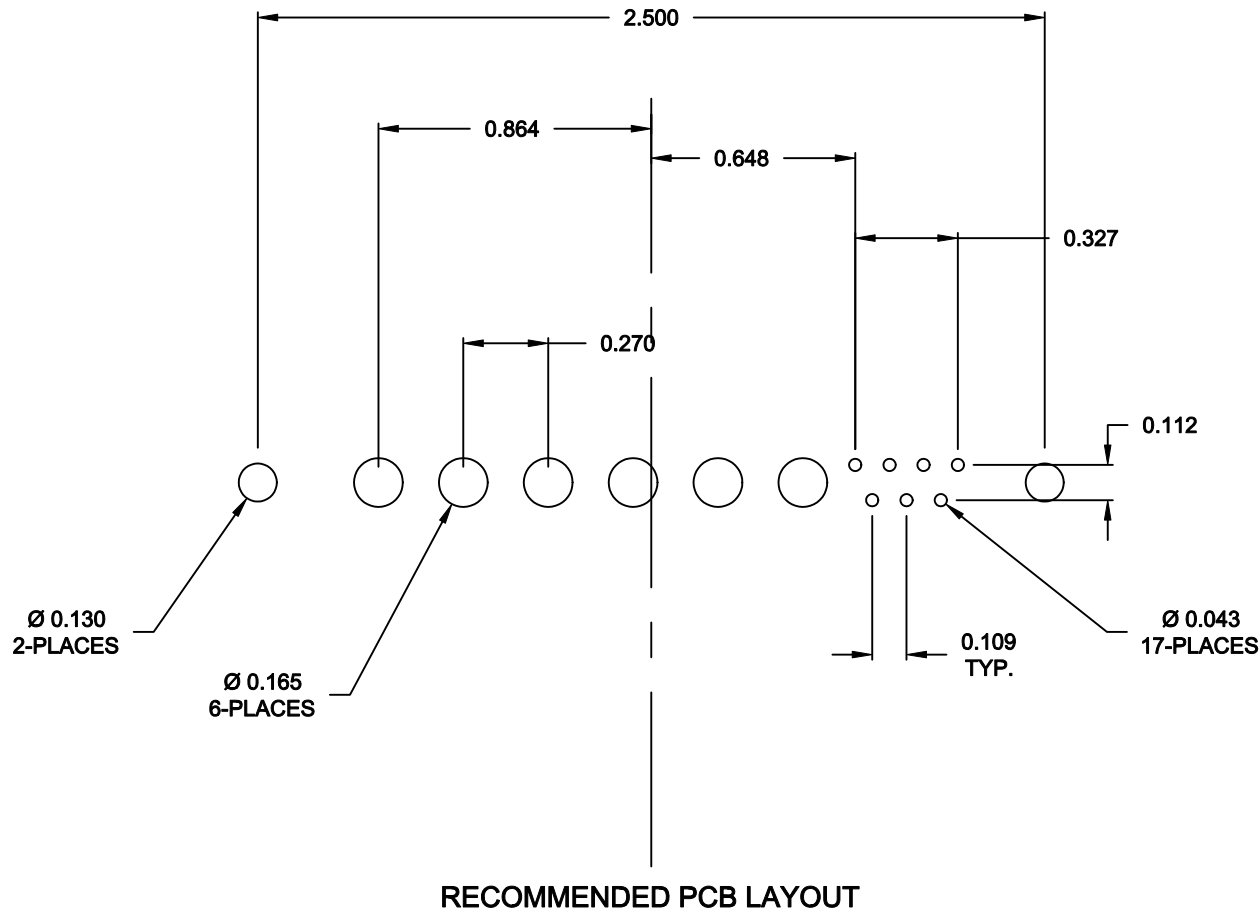 2.500
0.864
0.648
0.327
0.270
0.112
Ø 0.130
2-PLACES
Ø 0.165
6-PLACES
0.109
TYP.
Ø 0.043
17-PLACES
RECOMMENDED PCB LAYOUT